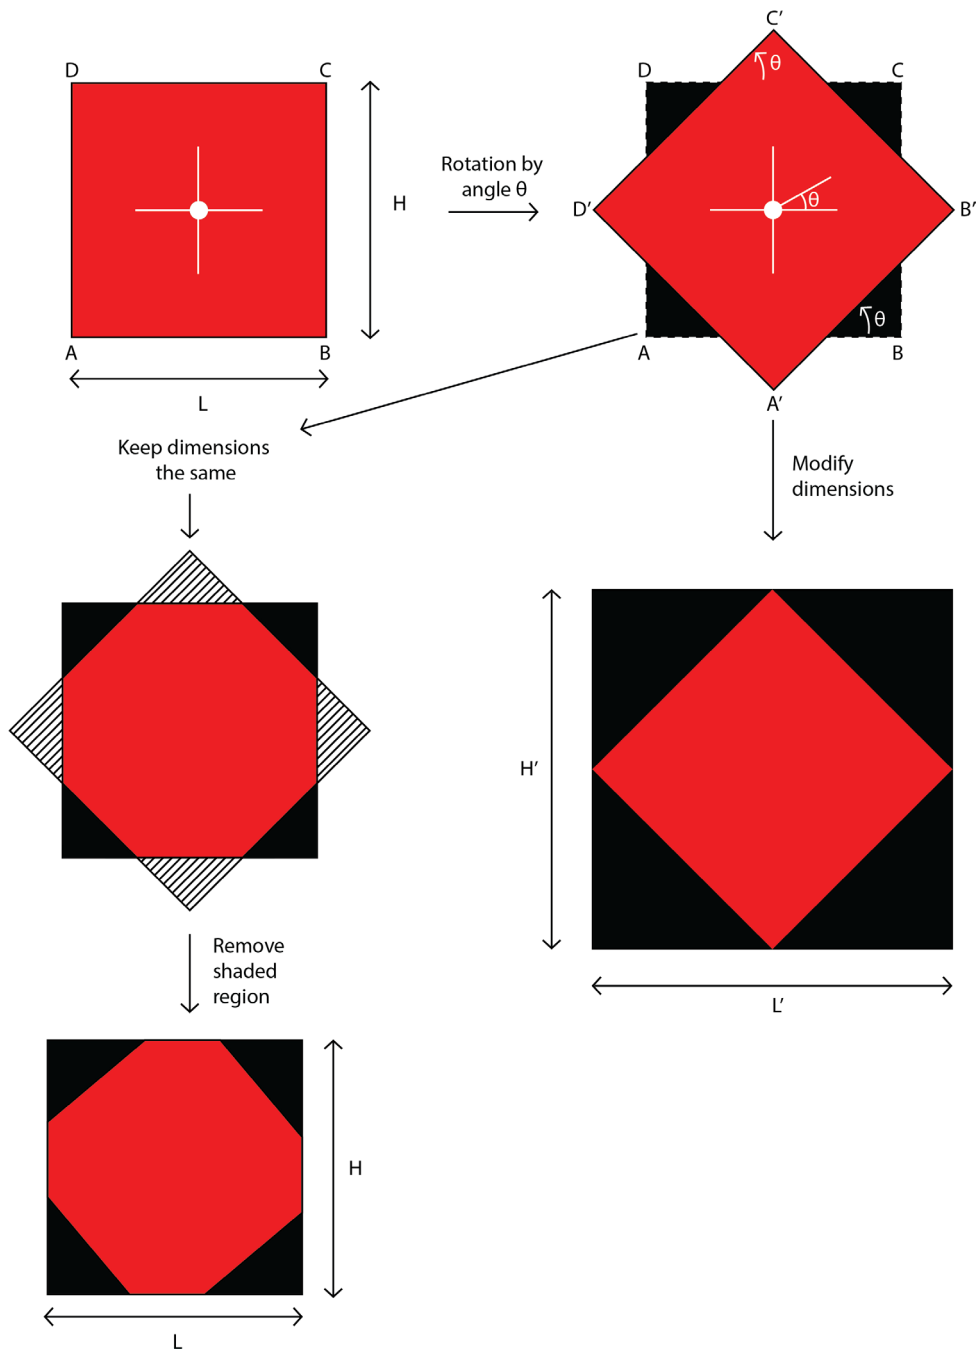 C′
D
C
D
C
θ
Rotation by
angle θ
H
D′
θ
B′
θ
A
B
A
B
A′
L
Keep dimensions
the same
Modify
dimensions
H′
Remove
shaded
region
L′
H
L